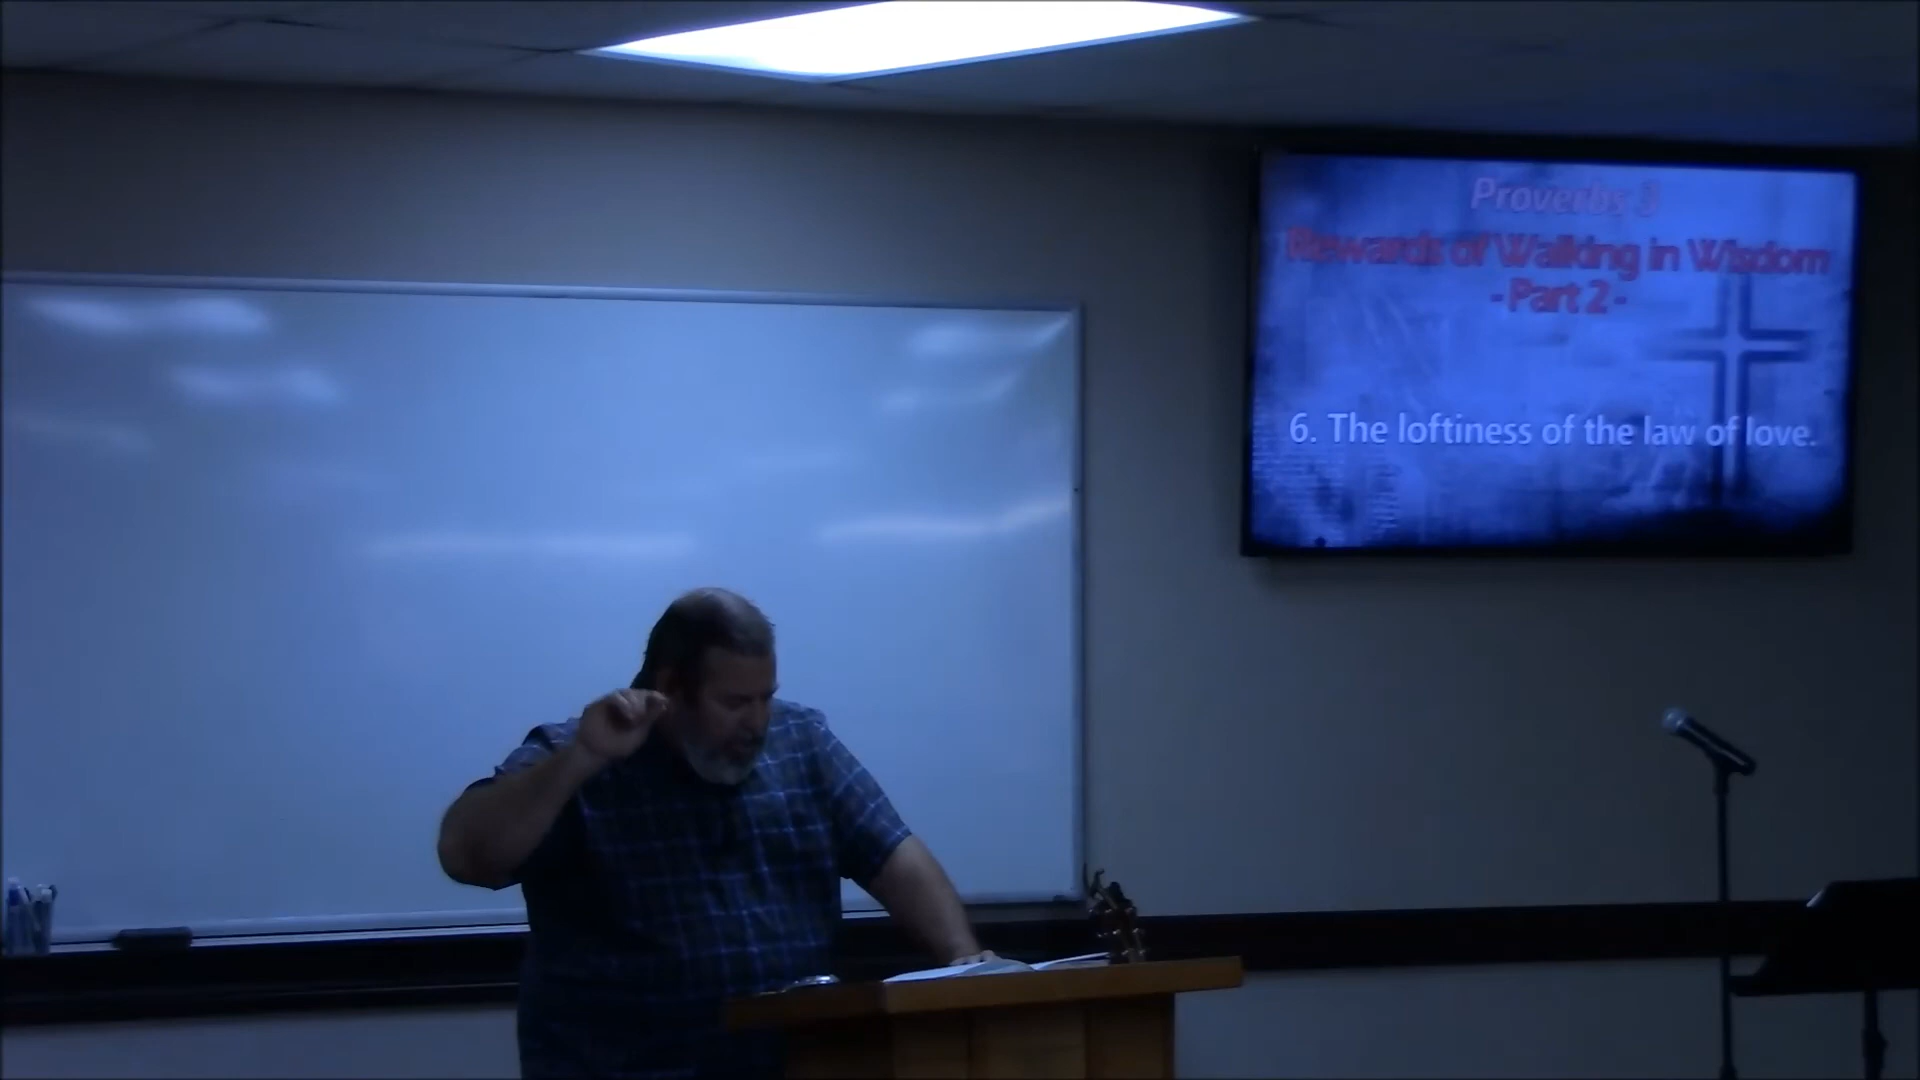 Proverbs 3
Rewards of Walking in Wisdom
- Part 2 -
6. The loftiness of the law of love.